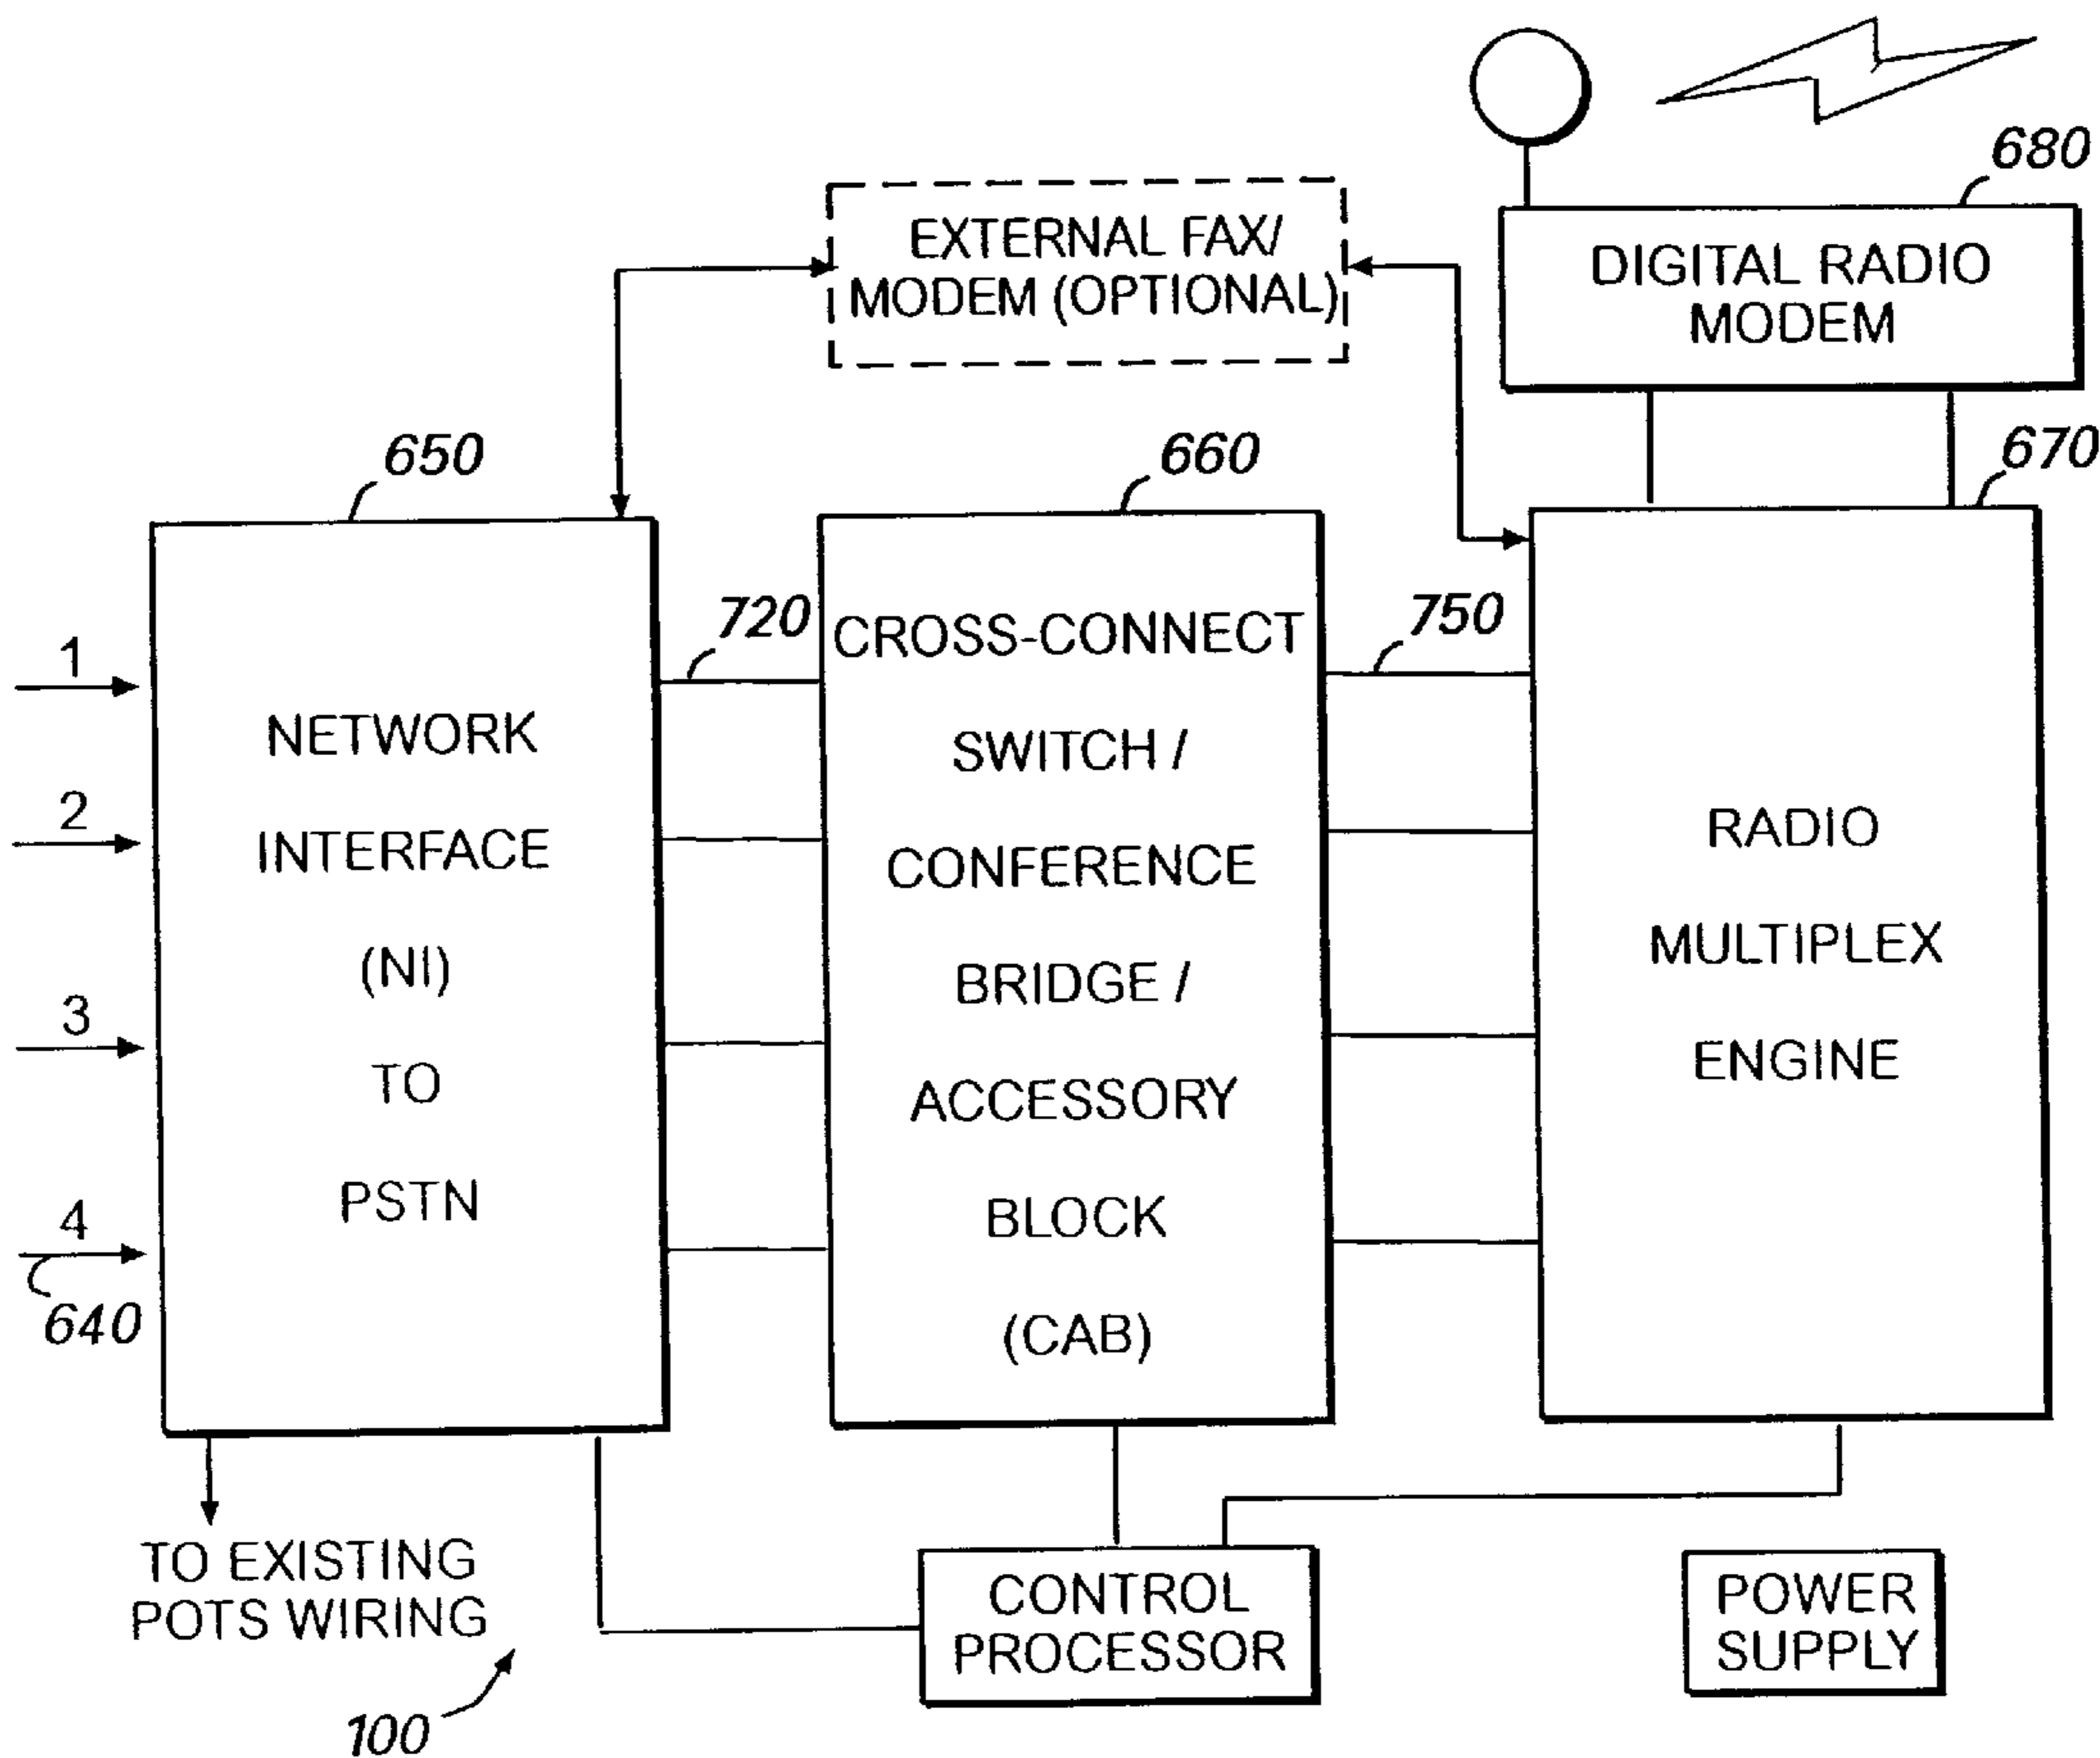 680
EXTERNAL FAX/
MODEM (OPTIONAL)
DIGITAL RADIO
MODEM
650
660
670
720
750
1
2
3
4
640
NETWORK
INTERFACE
(NI)
TO
PSTN
CROSS-CONNECT
SWITCH /
CONFERENCE
BRIDGE /
ACCESSORY
BLOCK
(CAB)
RADIO
MULTIPLEX
ENGINE
TO EXISTING
POTS WIRING
CONTROL
PROCESSOR
POWER
SUPPLY
100